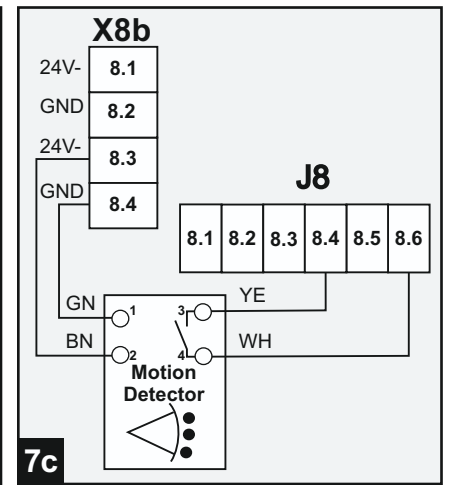 X8b
24V- 8.1
GND 8.2
24V- 8.3
GND 8.4
J8
8.1 8.2 8.3 8.4 8.5 8.6
GN 1 3 YE
BN 2 4 WH
Motion
Detector
7c